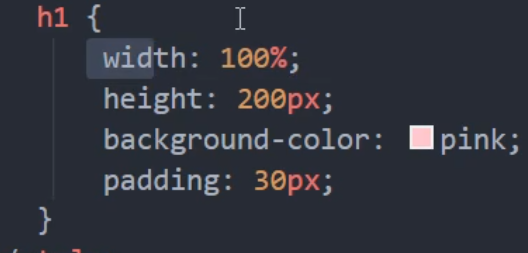 h1 {
width: 100%;
height: 200px;
background-color: pink;
padding: 30px;
}